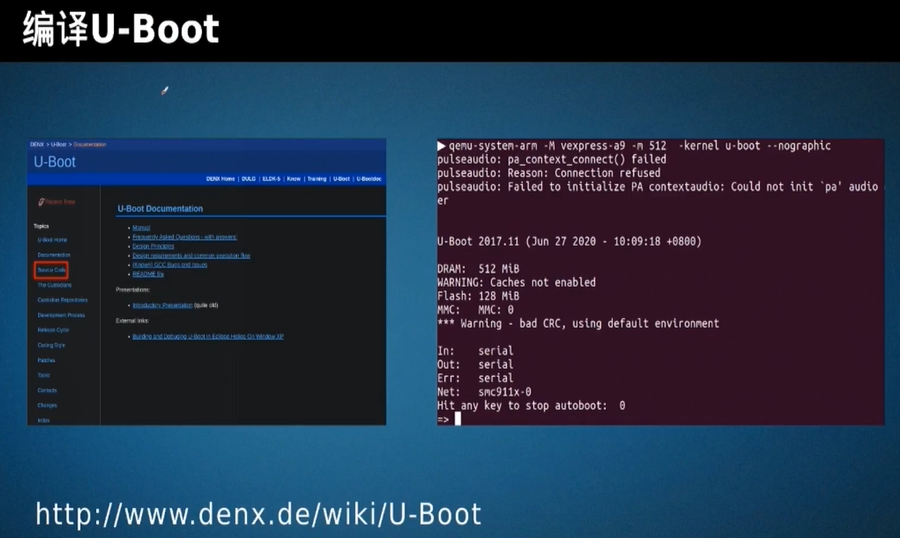 编译U-Boot
DENX > U-Boot > Documentation
U-Boot
DENX Home | DULG | ELDK-5 | Know | Training | U-Boot | U-Bootdoc
U-Boot Documentation
Topics
U-Boot Home
Documentation
Source Code
The Custodians
Custodian Repositories
Development Process
Release Cycle
Coding Style
Patches
Tools
Contacts
Changes
Index
Manual
Frequently Asked Questions - with answers
Design Principles
Design requirements and common execution flow
(Known) GCC Bugs and Issues
README file
Presentations:
Introductory Presentation (quite old)
External links:
Building and Debuging U-Boot in Eclipse Helios On Window XP
qemu-system-arm -M vexpress-a9 -m 512 -kernel u-boot --nographic
pulseaudio: pa_context_connect() failed
pulseaudio: Reason: Connection refused
pulseaudio: Failed to initialize PA contextaudio: Could not init `pa' audio
er
U-Boot 2017.11 (Jun 27 2020 - 10:09:18 +0800)
DRAM: 512 MiB
WARNING: Caches not enabled
Flash: 128 MiB
MMC: MMC: 0
*** Warning - bad CRC, using default environment
In: serial
Out: serial
Err: serial
Net: smc911x-0
Hit any key to stop autoboot: 0
=>
http://www.denx.de/wiki/U-Boot